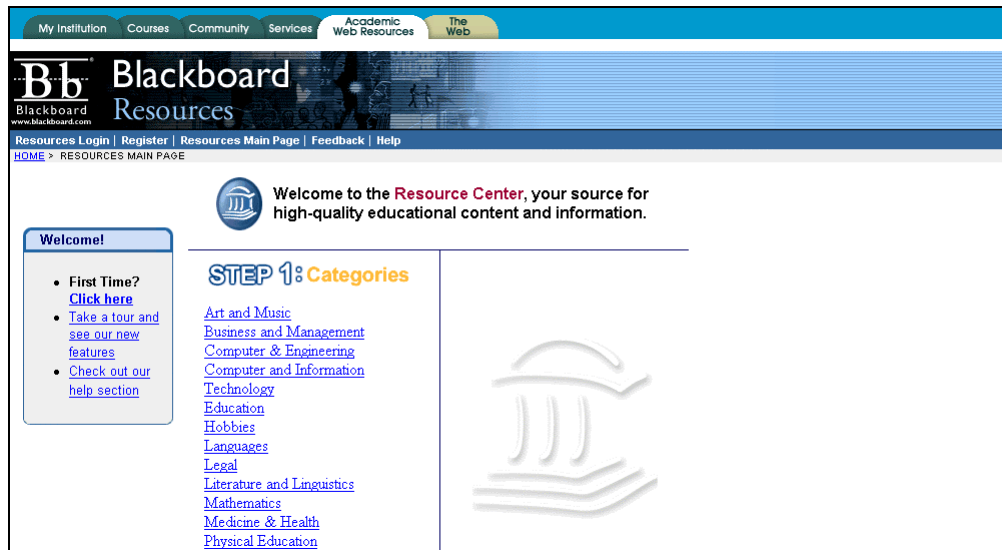 My Institution Courses Community Services Academic Web Resources The Web
Bb
Blackboard
www.blackboard.com
Blackboard
Resources
Resources Login | Register | Resources Main Page | Feedback | Help
HOME > RESOURCES MAIN PAGE
Welcome to the Resource Center, your source for
high-quality educational content and information.
Welcome!
First Time?
Click here
Take a tour and
see our new
features
Check out our
help section
STEP 1: Categories
Art and Music
Business and Management
Computer & Engineering
Computer and Information
Technology
Education
Hobbies
Languages
Legal
Literature and Linguistics
Mathematics
Medicine & Health
Physical Education